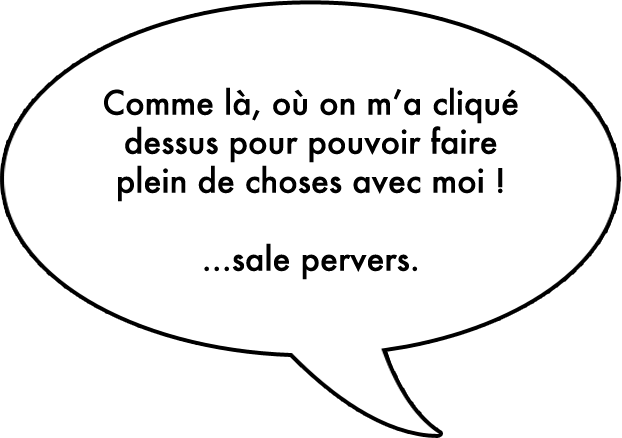 Comme là, où on m’a cliqué
dessus pour pouvoir faire
plein de choses avec moi !
...sale pervers.